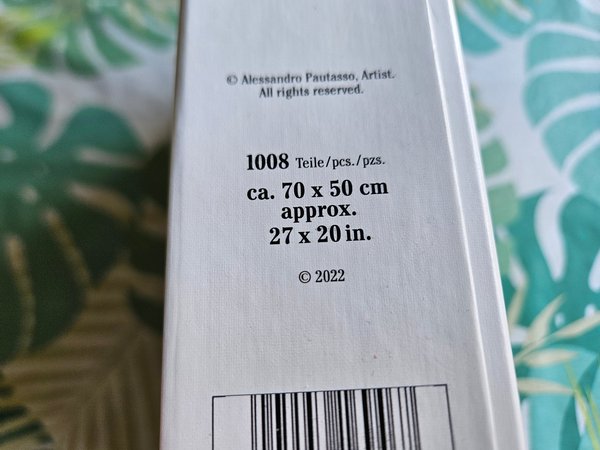 © Alessandro Pautasso, Artist.
All rights reserved.
1008 Teile/pcs./pzs.
ca. 70 x 50 cm
approx.
27 x 20 in.
© 2022